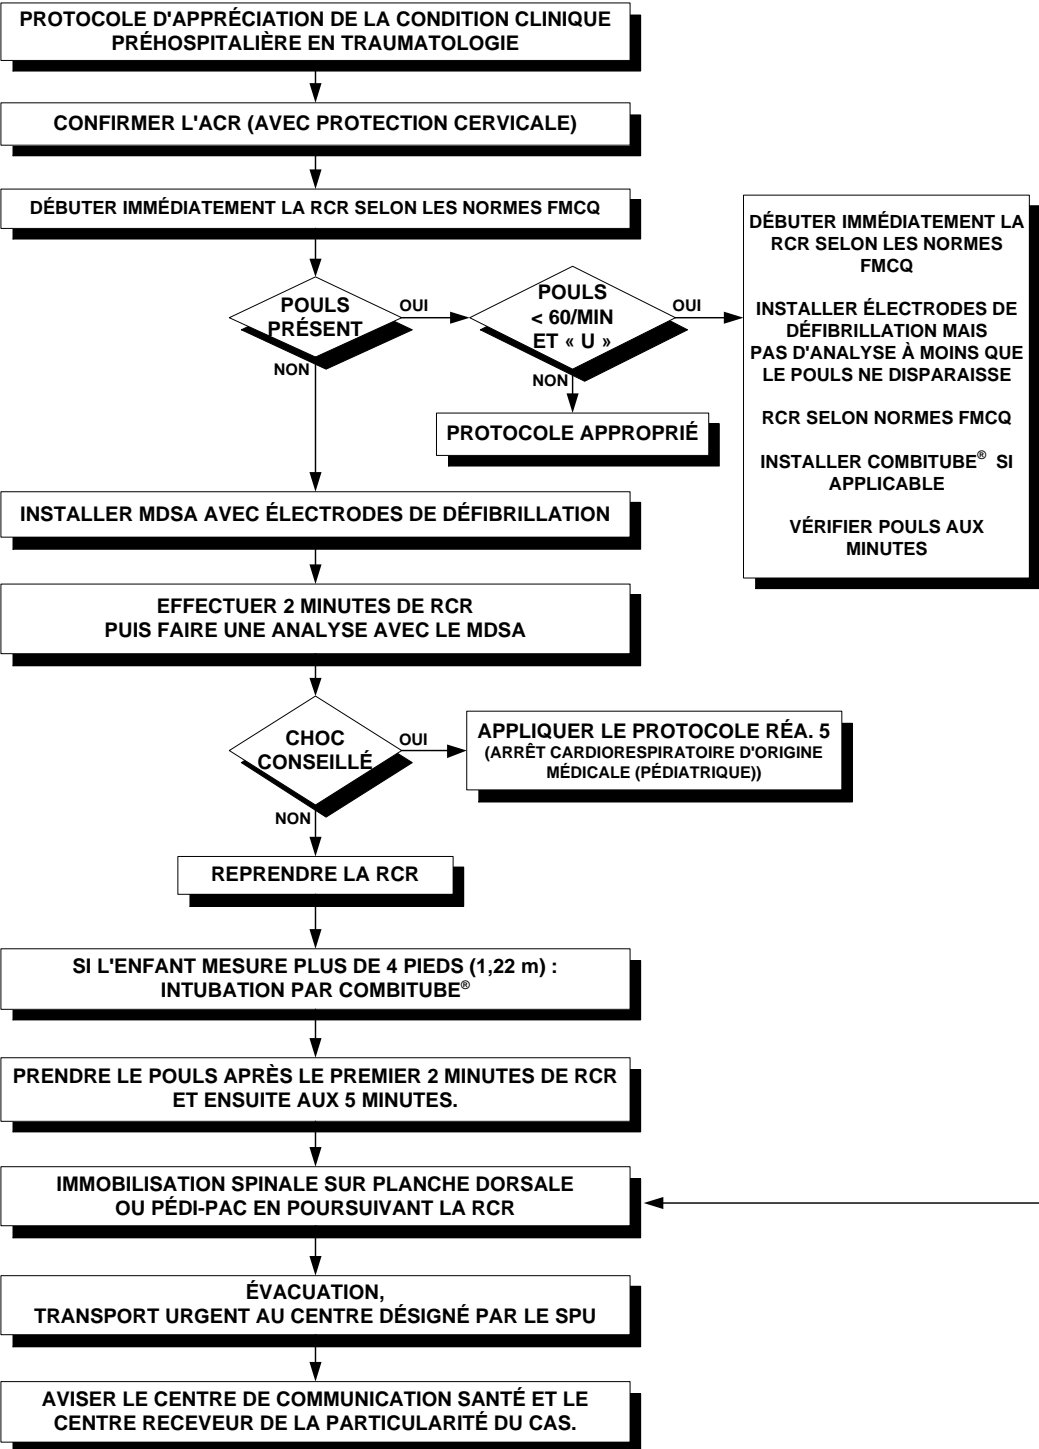 PROTOCOLE D'APPRÉCIATION DE LA CONDITION CLINIQUE
PRÉHOSPITALIÈRE EN TRAUMATOLOGIE
CONFIRMER L'ACR (AVEC PROTECTION CERVICALE)
DÉBUTER IMMÉDIATEMENT LA RCR SELON LES NORMES FMCQ
POULS
PRÉSENT
OUI
NON
POULS
< 60/MIN
ET « U »
OUI
NON
PROTOCOLE APPROPRIÉ
DÉBUTER IMMÉDIATEMENT LA
RCR SELON LES NORMES
FMCQ
INSTALLER ÉLECTRODES DE
DÉFIBRILLATION MAIS
PAS D'ANALYSE À MOINS QUE
LE POULS NE DISPARAISSE
RCR SELON NORMES FMCQ
INSTALLER COMBITUBE® SI
APPLICABLE
VÉRIFIER POULS AUX
MINUTES
INSTALLER MDSA AVEC ÉLECTRODES DE DÉFIBRILLATION
EFFECTUER 2 MINUTES DE RCR
PUIS FAIRE UNE ANALYSE AVEC LE MDSA
CHOC
CONSEILLÉ
OUI
NON
APPLIQUER LE PROTOCOLE RÉA. 5
(ARRÊT CARDIORESPIRATOIRE D'ORIGINE
MÉDICALE (PÉDIATRIQUE))
REPRENDRE LA RCR
SI L'ENFANT MESURE PLUS DE 4 PIEDS (1,22 m) :
INTUBATION PAR COMBITUBE®
PRENDRE LE POULS APRÈS LE PREMIER 2 MINUTES DE RCR
ET ENSUITE AUX 5 MINUTES.
IMMOBILISATION SPINALE SUR PLANCHE DORSALE
OU PÉDI-PAC EN POURSUIVANT LA RCR
ÉVACUATION,
TRANSPORT URGENT AU CENTRE DÉSIGNÉ PAR LE SPU
AVISER LE CENTRE DE COMMUNICATION SANTÉ ET LE
CENTRE RECEVEUR DE LA PARTICULARITÉ DU CAS.